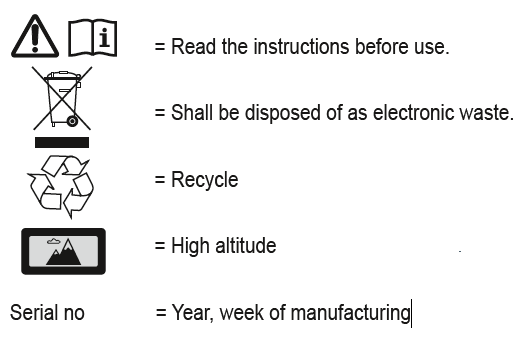 = Read the instructions before use.
= Shall be disposed of as electronic waste.
= Recycle
= High altitude
Serial no = Year, week of manufacturing